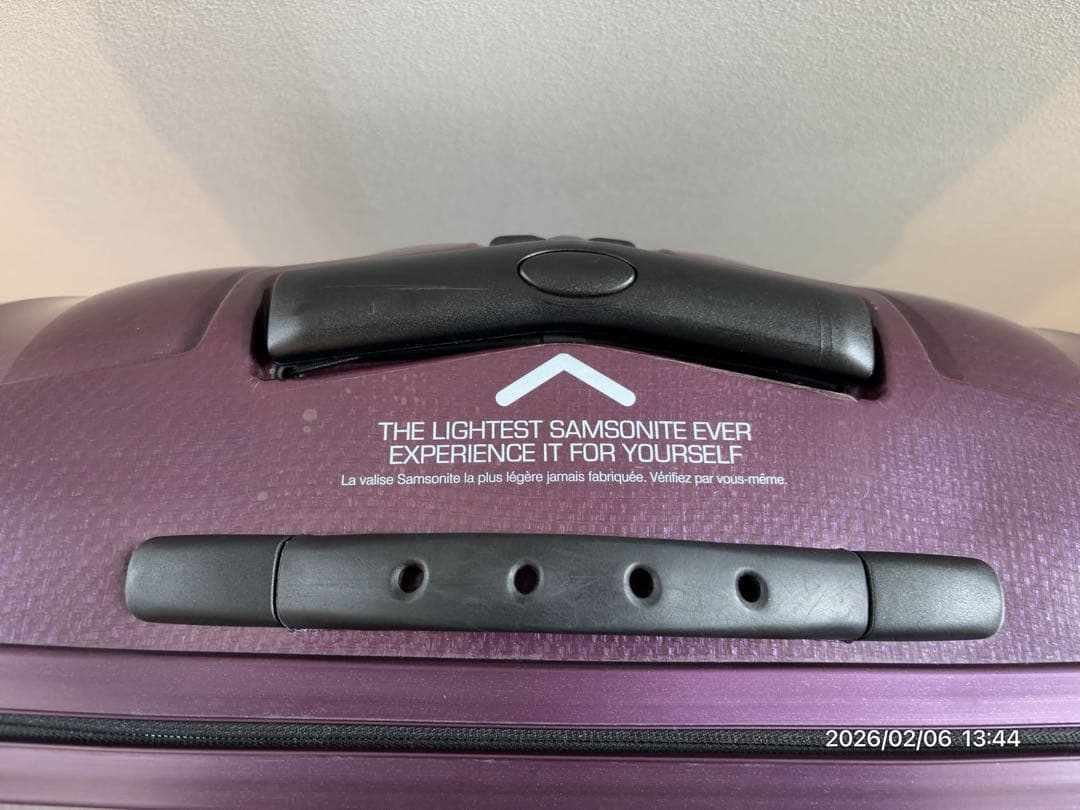 THE LIGHTEST SAMSONITE EVER
EXPERIENCE IT FOR YOURSELF
La valise Samsonite la plus légère jamais fabriquée. Vérifiez par vous-même.
2026/02/06 13:44